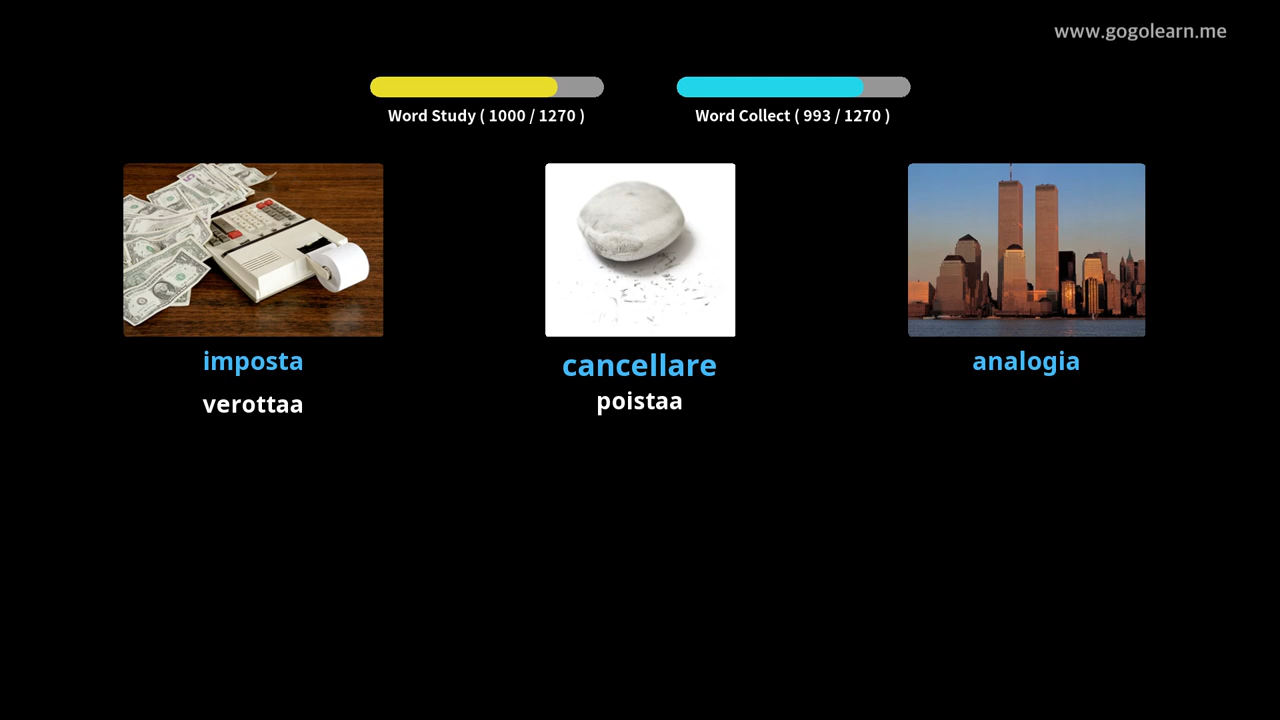 www.gogolearn.me
Word Study ( 1000 / 1270 )
Word Collect ( 993 / 1270 )
imposta
verottaa
cancellare
poistaa
analogia